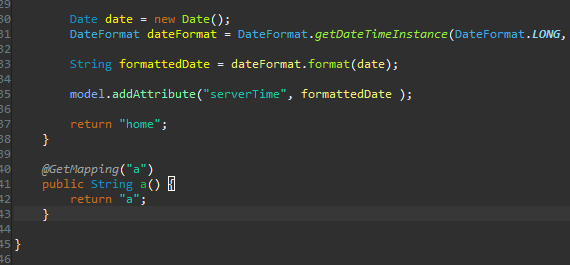 29
30 Date date = new Date();
31 DateFormat dateFormat = DateFormat.getDateTimeInstance(DateFormat.LONG,
32
33 String formattedDate = dateFormat.format(date);
34
35 model.addAttribute("serverTime", formattedDate );
36
37 return "home";
38 }
39
40 @GetMapping("a")
41 public String a() {
42 return "a";
43 }
44
45 }
46